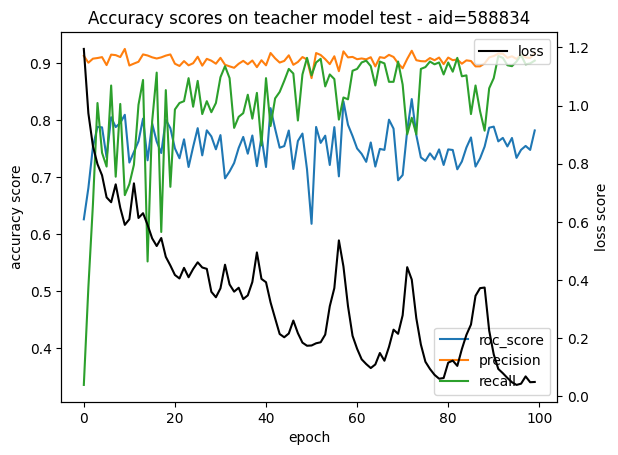 Accuracy scores on teacher model test - aid=588834
loss
roc_score
precision
recall
accuracy score
0.9
0.8
0.7
0.6
0.5
0.4
1.2
1.0
0.8
0.6
0.4
0.2
0.0
loss score
0
20
40
60
80
100
epoch